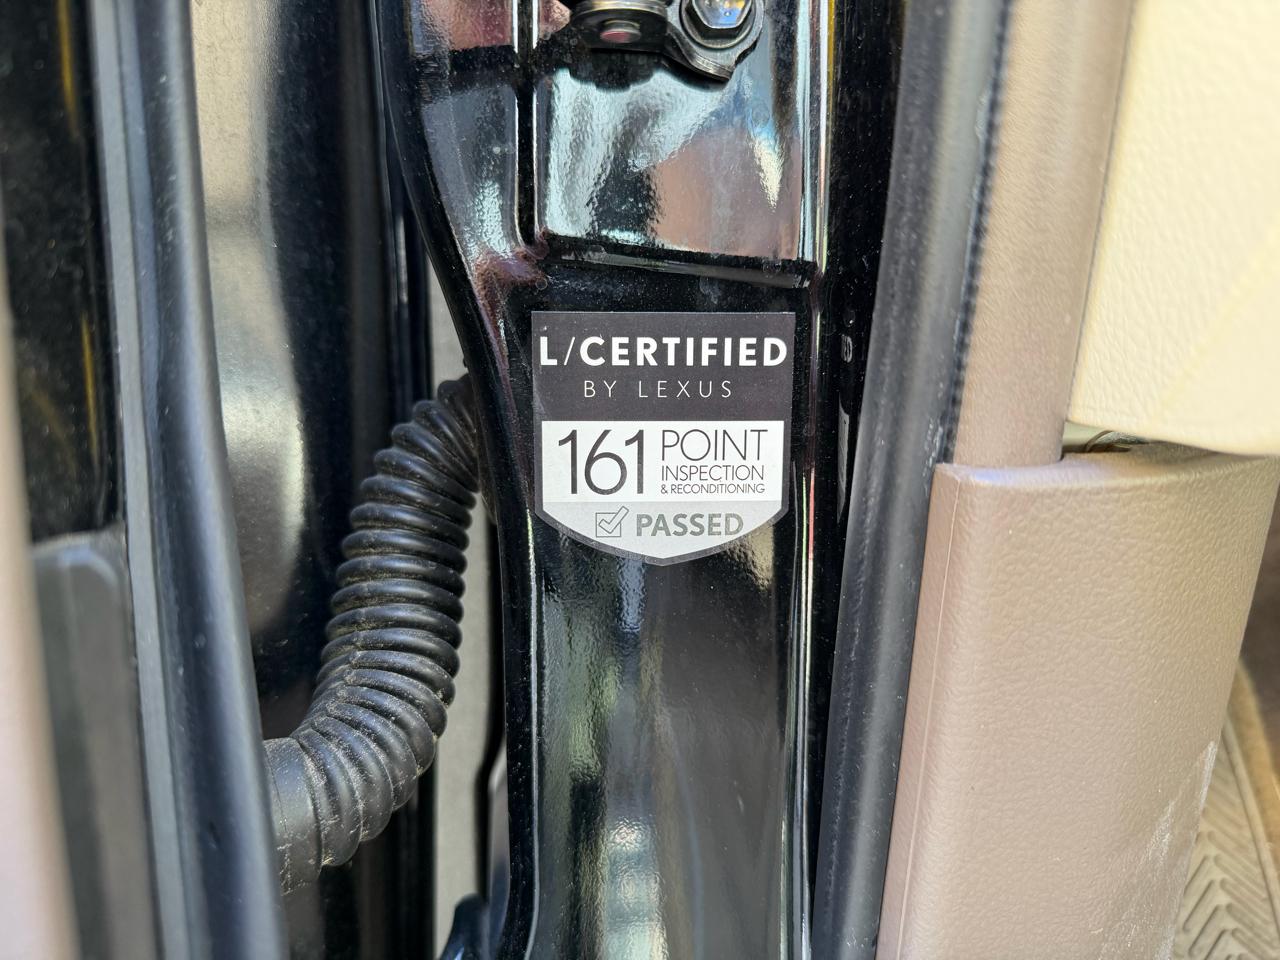 L/CERTIFIED
BY LEXUS
161 POINT
INSPECTION
& RECONDITIONING
PASSED